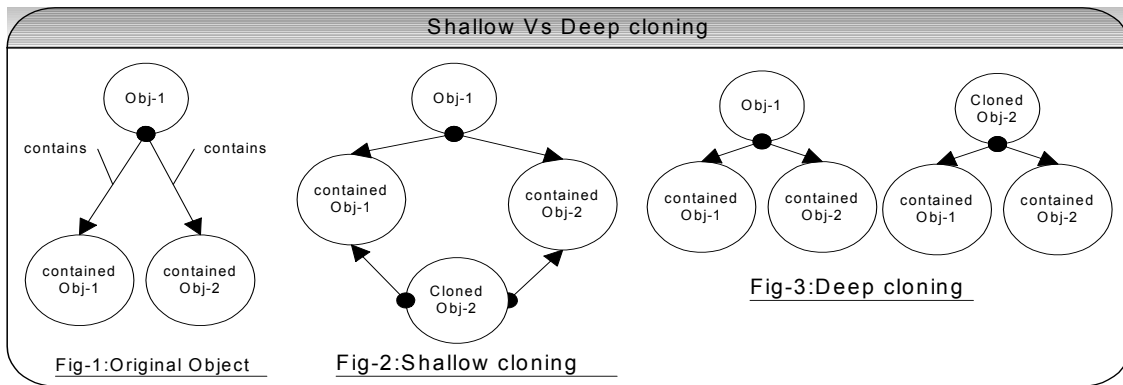 Shallow Vs Deep cloning
Obj-1
contains
contains
contained
Obj-1
contained
Obj-2
Fig-1:Original Object
Obj-1
contained
Obj-1
contained
Obj-2
Cloned
Obj-2
Fig-2:Shallow cloning
Obj-1
contained
Obj-1
contained
Obj-2
Cloned
Obj-2
contained
Obj-1
contained
Obj-2
Fig-3:Deep cloning